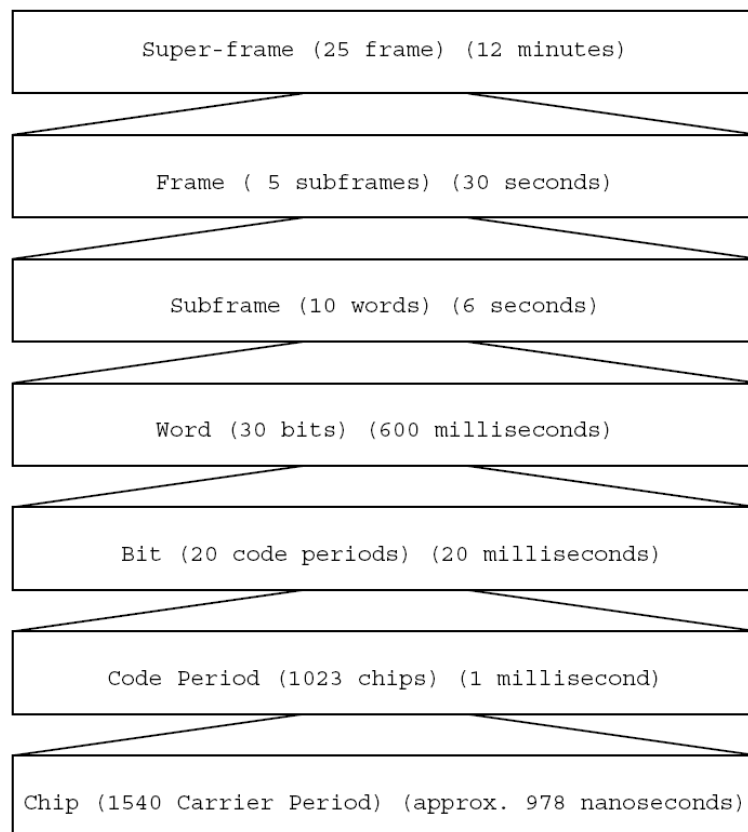 Super-frame (25 frame) (12 minutes)
Frame ( 5 subframes) (30 seconds)
Subframe (10 words) (6 seconds)
Word (30 bits) (600 milliseconds)
Bit (20 code periods) (20 milliseconds)
Code Period (1023 chips) (1 millisecond)
Chip (1540 Carrier Period) (approx. 978 nanoseconds)